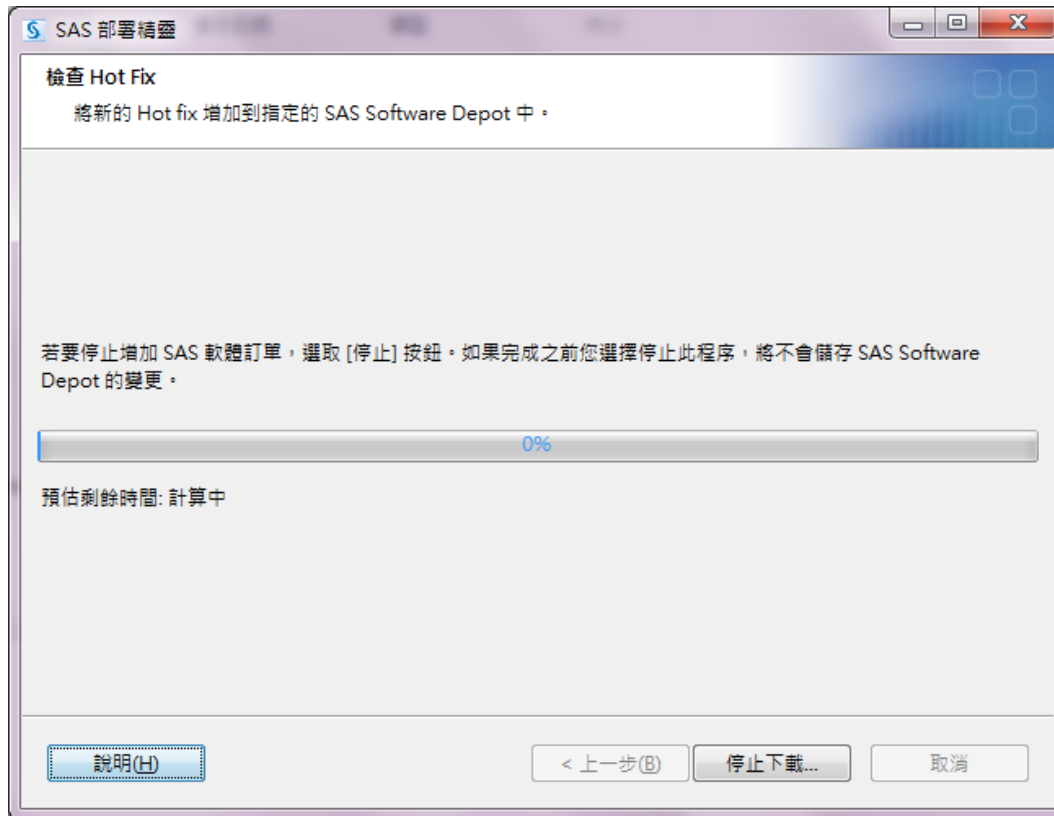 SAS 部署精靈
檢查 Hot Fix
將新的 Hot fix 增加到指定的 SAS Software Depot 中。
若要停止增加 SAS 軟體訂單，選取 [停止] 按鈕。如果完成之前您選擇停止此程序，將不會儲存 SAS Software
Depot 的變更。
0%
預估剩餘時間: 計算中
說明(H)
< 上一步(B)
停止下載...
取消